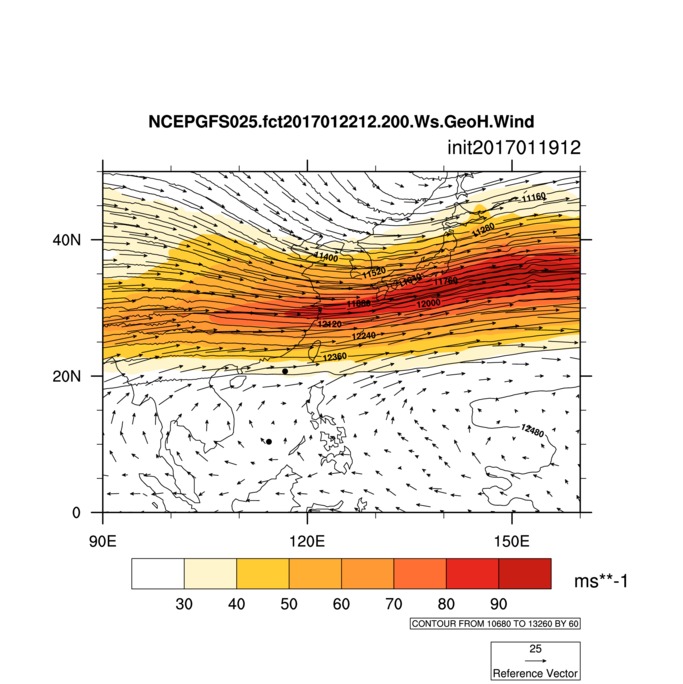 NCEPGFS025.fct2017012212.200.Ws.GeoH.Wind
init2017011912
11160
11280
40N
11400
11520
11640
11760
11880
12000
12120
12240
12360
20N
12480
0
90E 120E 150E
30 40 50 60 70 80 90
ms**-1
CONTOUR FROM 10680 TO 13260 BY 60
25
Reference Vector